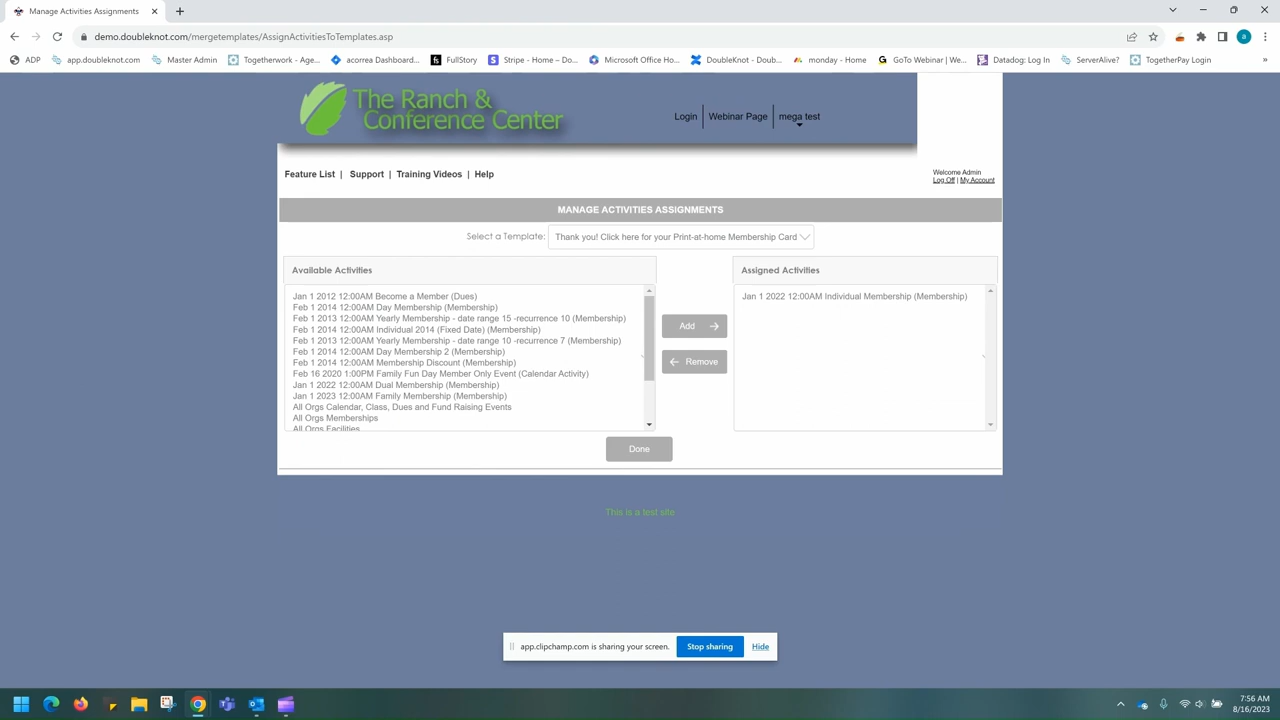 Manage Activities Assignments
demo.doubleknot.com/mergetemplates/AssignActivitiesToTemplates.asp
a
ADP
app.doubleknot.com
Master Admin
Togetherwork - Age...
acorrea Dashboard...
FullStory
Stripe - Home – Do...
Microsoft Office Ho...
DoubleKnot - Doub...
monday - Home
GoTo Webinar | We...
Datadog: Log In
ServerAlive?
TogetherPay Login
»
The Ranch &
Conference Center
Login
Webinar Page
mega test
Feature List | Support | Training Videos | Help
Welcome Admin
Log Off | My Account
MANAGE ACTIVITIES ASSIGNMENTS
Select a Template: Thank you! Click here for your Print-at-home Membership Card
Available Activities
Jan 1 2012 12:00AM Become a Member (Dues)
Feb 1 2014 12:00AM Day Membership (Membership)
Feb 1 2013 12:00AM Yearly Membership - date range 15 -recurrence 10 (Membership)
Feb 1 2014 12:00AM Individual 2014 (Fixed Date) (Membership)
Feb 1 2013 12:00AM Yearly Membership - date range 10 -recurrence 7 (Membership)
Feb 1 2014 12:00AM Day Membership 2 (Membership)
Feb 1 2014 12:00AM Membership Discount (Membership)
Feb 16 2020 1:00PM Family Fun Day Member Only Event (Calendar Activity)
Jan 1 2022 12:00AM Dual Membership (Membership)
Jan 1 2023 12:00AM Family Membership (Membership)
All Orgs Calendar, Class, Dues and Fund Raising Events
All Orgs Memberships
All Orgs Facilities
Add
Remove
Assigned Activities
Jan 1 2022 12:00AM Individual Membership (Membership)
Done
This is a test site
app.clipchamp.com is sharing your screen.
Stop sharing
Hide
7:56 AM
8/16/2023